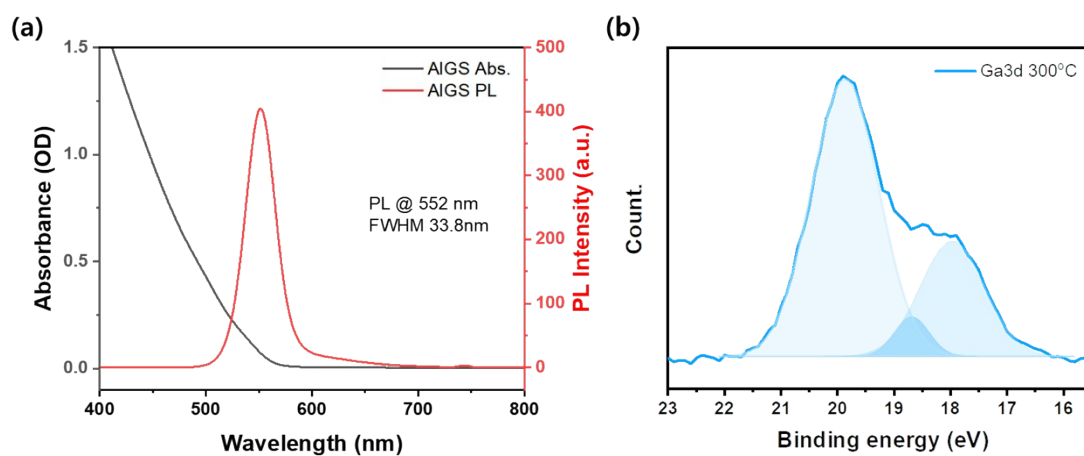 (a)
AIGS Abs.
AIGS PL
PL @ 552 nm
FWHM 33.8nm
Absorbance (OD)
1.5
1.0
0.5
0.0
PL Intensity (a.u.)
500
400
300
200
100
0
400 500 600 700 800
Wavelength (nm)
(b)
Ga3d 300°C
Count.
23 22 21 20 19 18 17 16
Binding energy (eV)